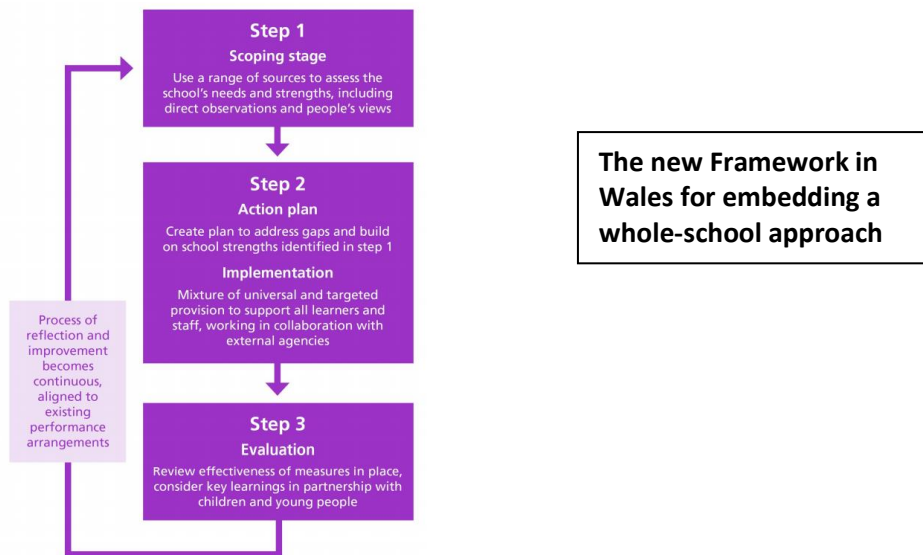 Step 1
Scoping stage
Use a range of sources to assess the
school's needs and strengths, including
direct observations and people's views
Step 2
Action plan
Create plan to address gaps and build
on school strengths identified in step 1
Implementation
Mixture of universal and targeted
provision to support all learners and
staff, working in collaboration with
external agencies
Step 3
Evaluation
Review effectiveness of measures in place,
consider key learnings in partnership with
children and young people
Process of
reflection and
improvement
becomes
continuous,
aligned to
existing
performance
arrangements
The new Framework in
Wales for embedding a
whole-school approach